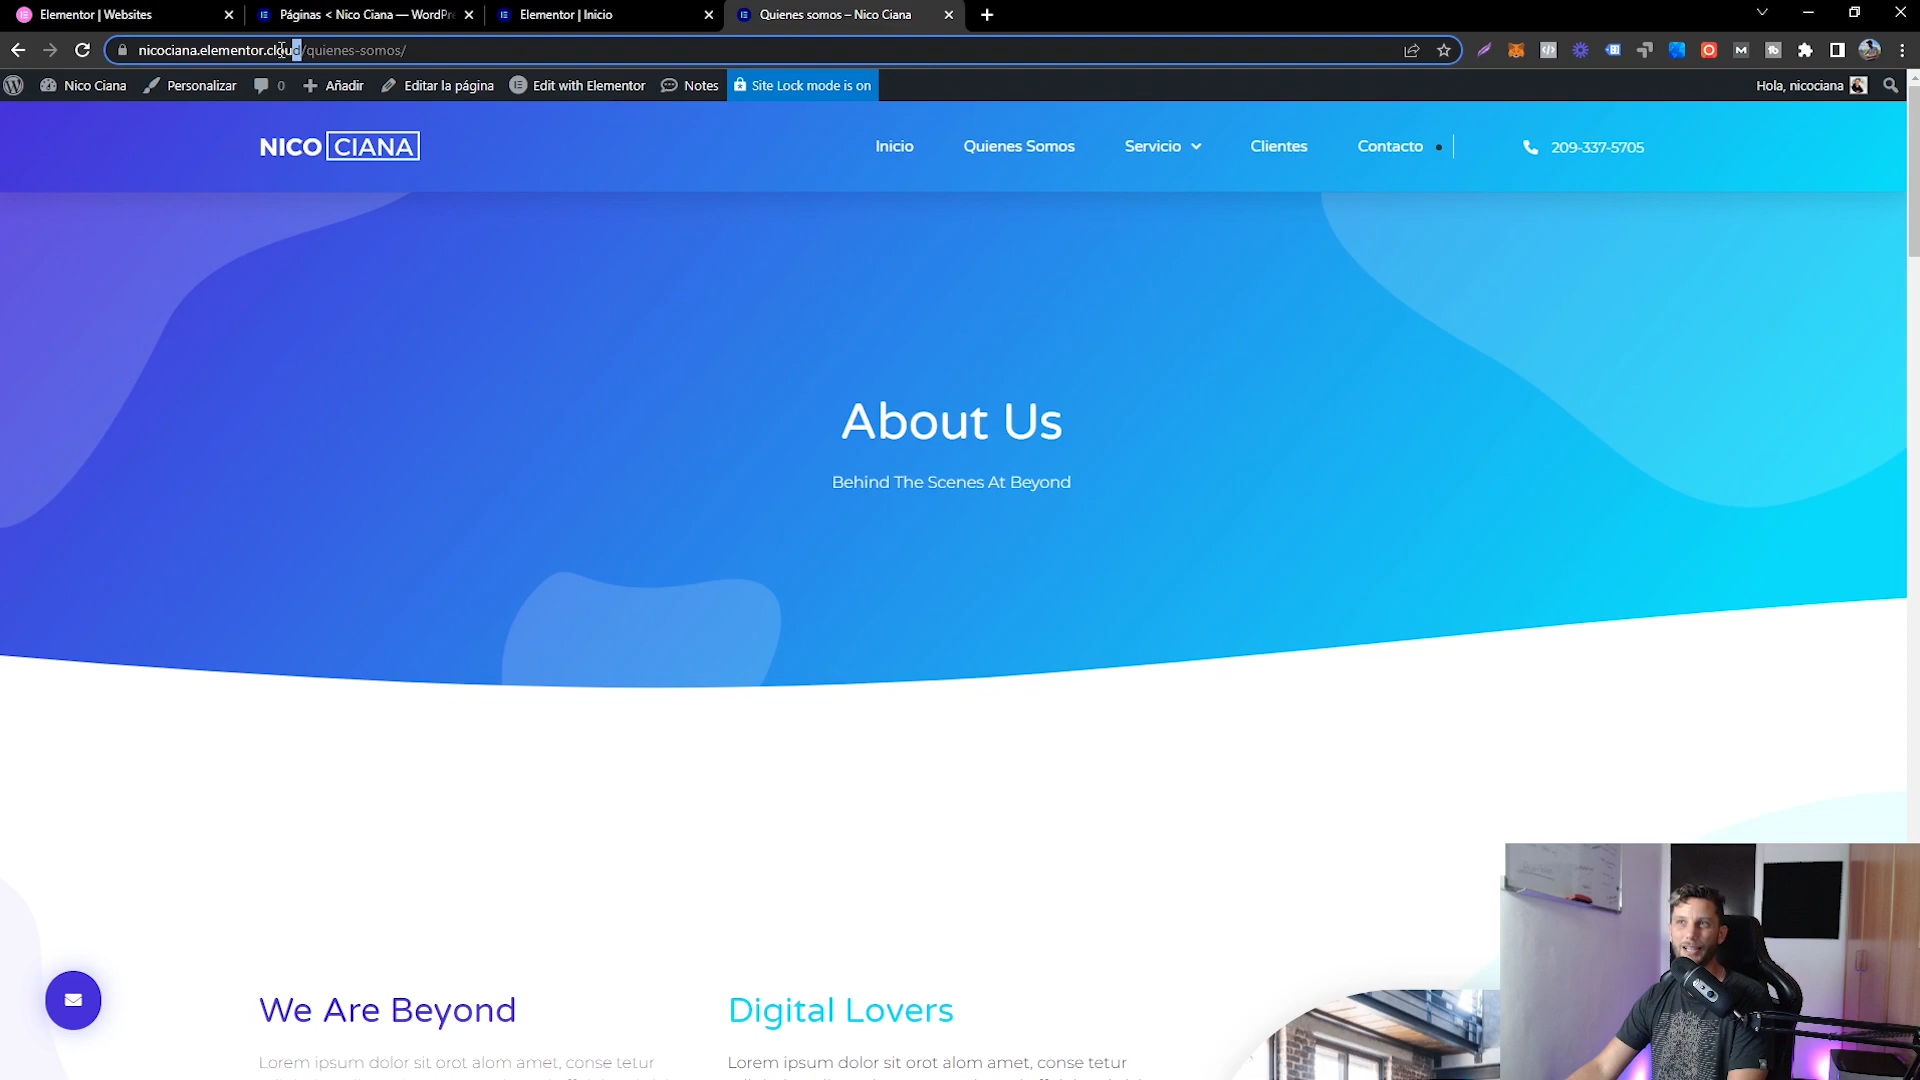 Elementor | Websites
Páginas < Nico Ciana — WordPre
Elementor | Inicio
Quienes somos – Nico Ciana
nicociana.elementor.cloud/quienes-somos/
Nico Ciana
Personalizar
0
Añadir
Editar la página
Edit with Elementor
Notes
Site Lock mode is on
Hola, nicociana
NICO CIANA
Inicio
Quienes Somos
Servicio
Clientes
Contacto
209-337-5705
About Us
Behind The Scenes At Beyond
We Are Beyond
Digital Lovers
Lorem ipsum dolor sit orot alom amet, conse tetur
Lorem ipsum dolor sit orot alom amet, conse tetur